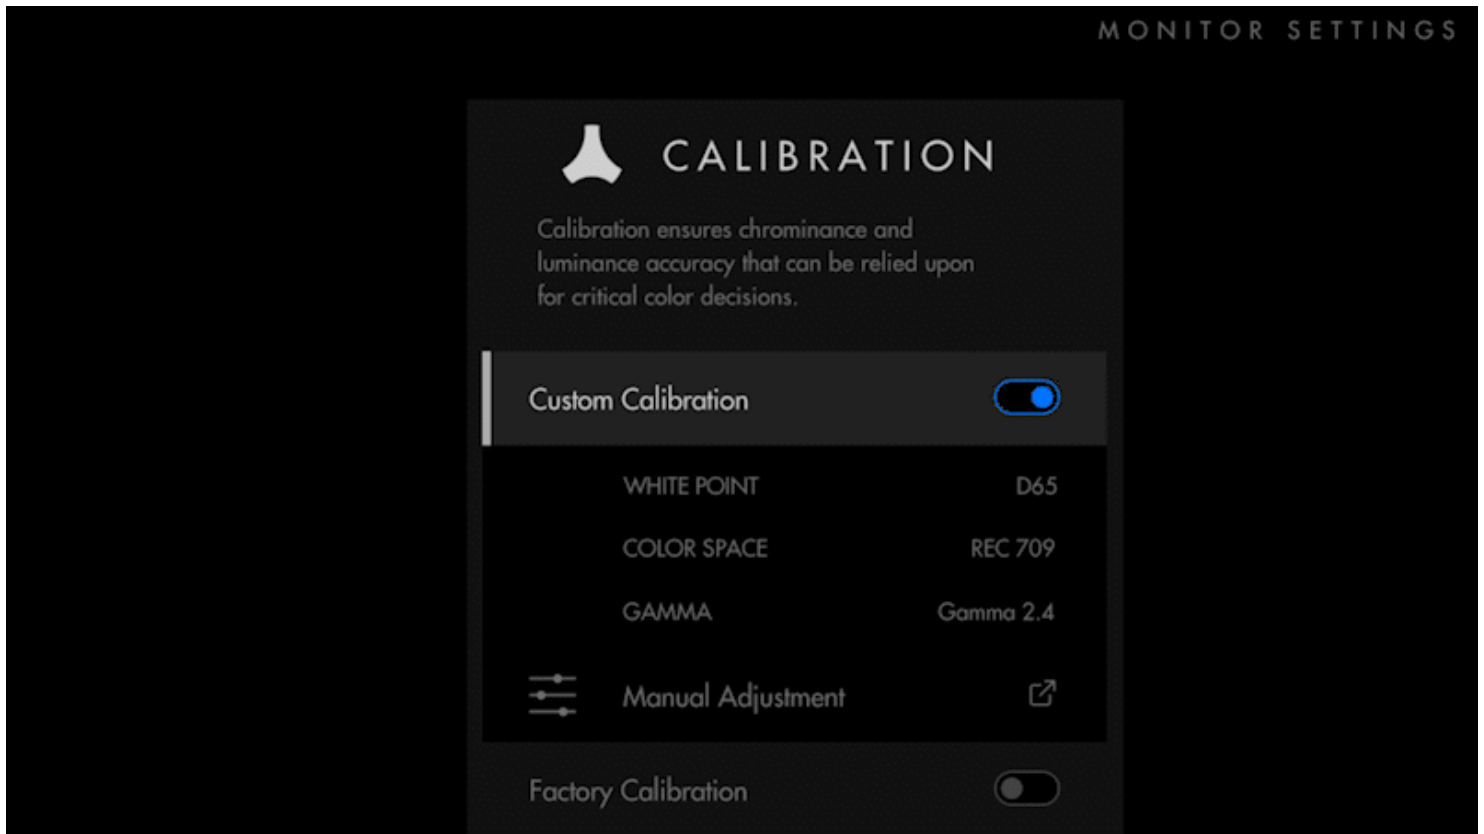 MONITOR SETTINGS
CALIBRATION
Calibration ensures chrominance and
luminance accuracy that can be relied upon
for critical color decisions.
Custom Calibration
WHITE POINT D65
COLOR SPACE REC 709
GAMMA Gamma 2.4
Manual Adjustment
Factory Calibration